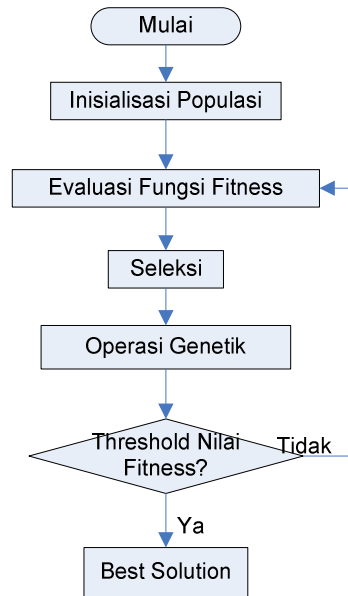 Mulai
Inisialisasi Populasi
Evaluasi Fungsi Fitness
Seleksi
Operasi Genetik
Threshold Nilai
Fitness?
Tidak
Ya
Best Solution